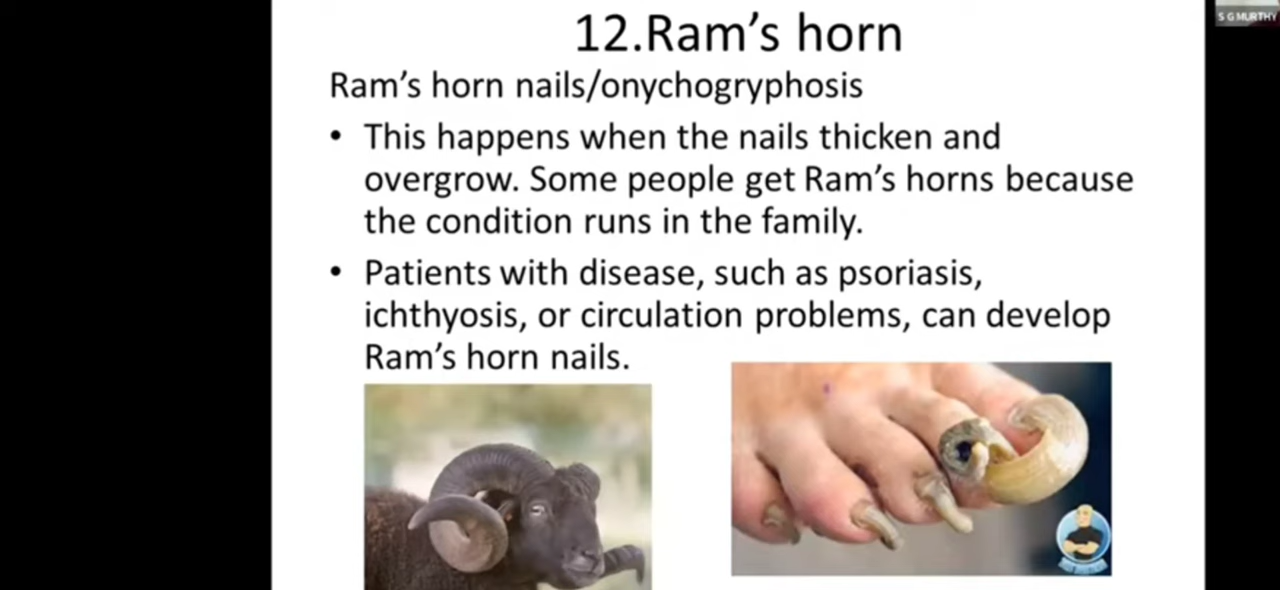 S G MURTHY
12.Ram’s horn
Ram’s horn nails/onychogryphosis
• This happens when the nails thicken and
overgrow. Some people get Ram’s horns because
the condition runs in the family.
• Patients with disease, such as psoriasis,
ichthyosis, or circulation problems, can develop
Ram’s horn nails.